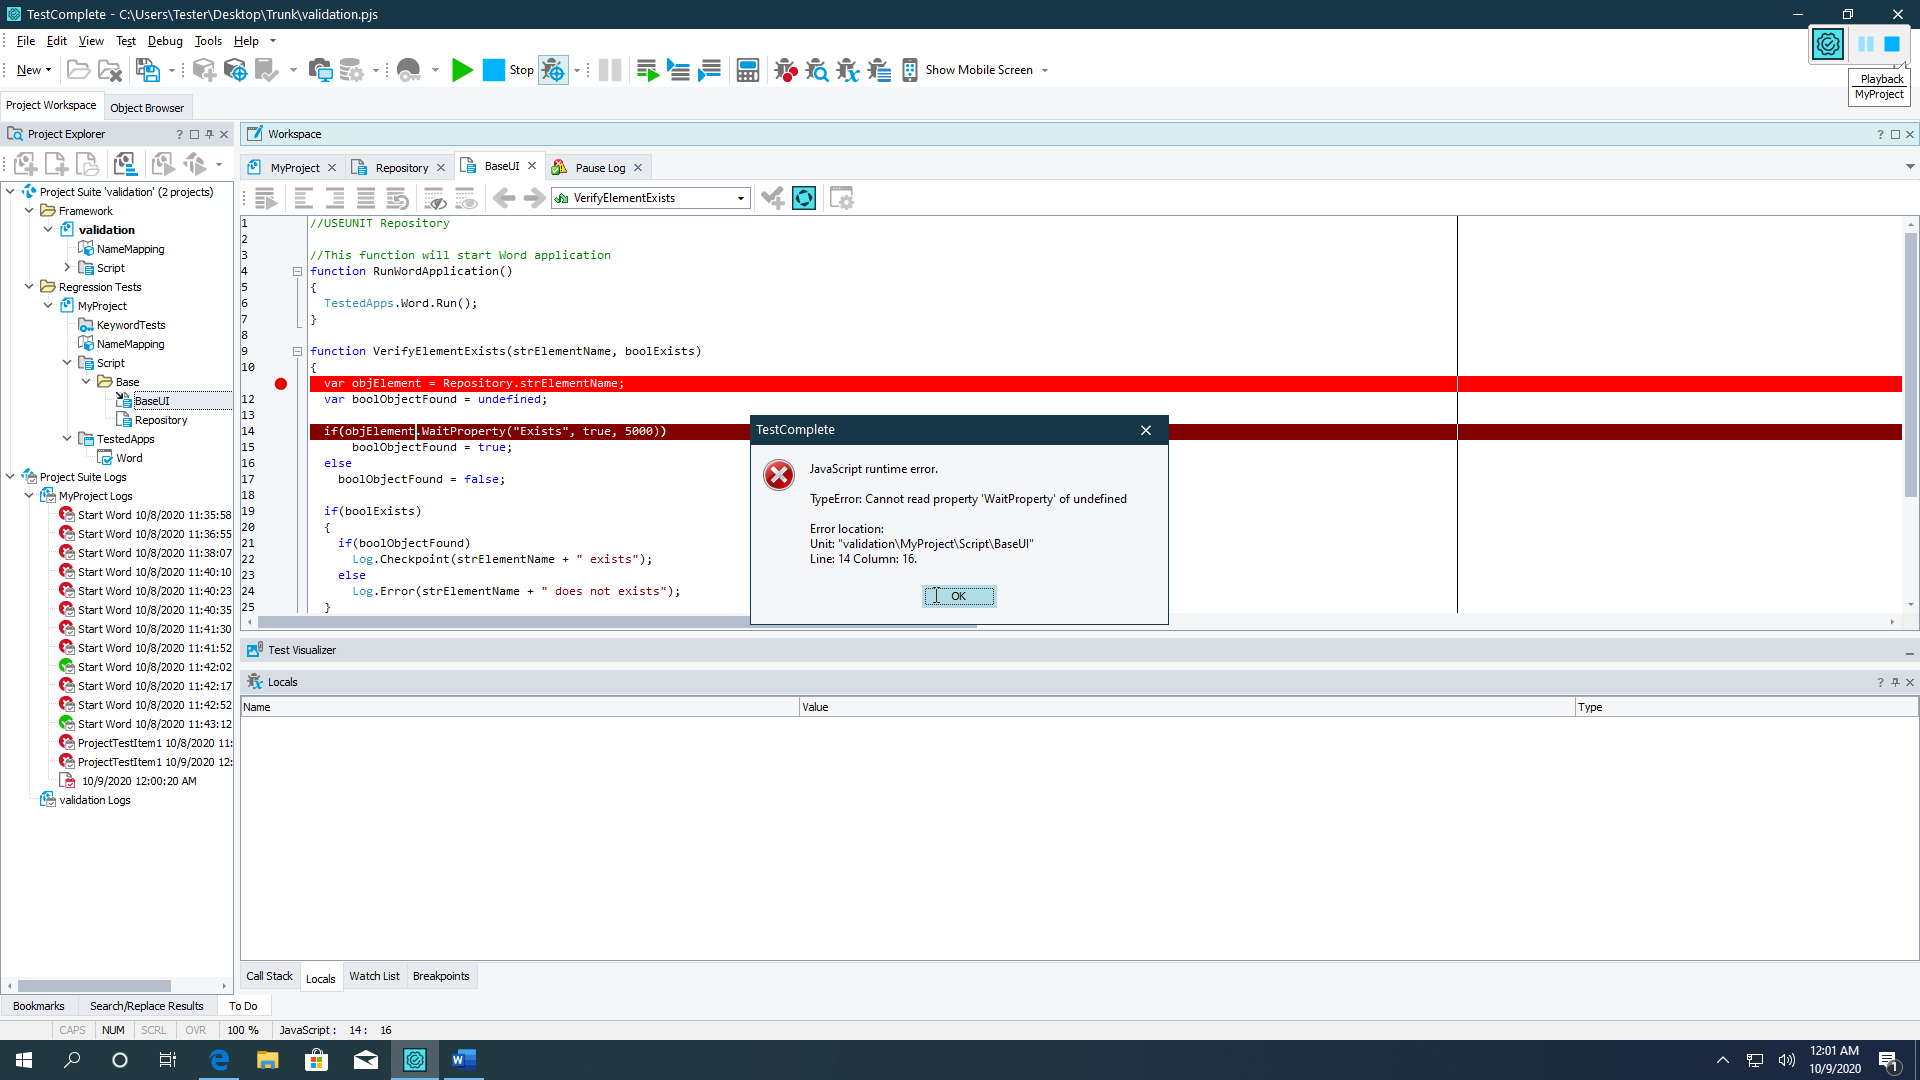 TestComplete - C:\Users\Tester\Desktop\Trunk\validation.pjs
File Edit View Test Debug Tools Help
New
Stop
Show Mobile Screen
Playback
MyProject
Project Workspace
Object Browser
Project Explorer
?
Workspace
?
MyProject
Repository
BaseUI
Pause Log
VerifyElementExists
Project Suite 'validation' (2 projects)
Framework
validation
NameMapping
Script
Regression Tests
MyProject
KeywordTests
NameMapping
Script
Base
BaseUI
Repository
TestedApps
Word
Project Suite Logs
MyProject Logs
Start Word 10/8/2020 11:35:58
Start Word 10/8/2020 11:36:55
Start Word 10/8/2020 11:38:07
Start Word 10/8/2020 11:40:10
Start Word 10/8/2020 11:40:23
Start Word 10/8/2020 11:40:35
Start Word 10/8/2020 11:41:30
Start Word 10/8/2020 11:41:52
Start Word 10/8/2020 11:42:02
Start Word 10/8/2020 11:42:17
Start Word 10/8/2020 11:42:52
Start Word 10/8/2020 11:43:12
ProjectTestItem1 10/8/2020 11:
ProjectTestItem1 10/9/2020 12:
10/9/2020 12:00:20 AM
validation Logs
1 //USEUNIT Repository
2
3 //This function will start Word application
4 function RunWordApplication()
5 {
6 TestedApps.Word.Run();
7 }
8
9 function VerifyElementExists(strElementName, boolExists)
10 {
var objElement = Repository.strElementName;
12 var boolObjectFound = undefined;
13
14 if(objElement.WaitProperty("Exists", true, 5000))
15 boolObjectFound = true;
16 else
17 boolObjectFound = false;
18
19 if(boolExists)
20 {
21 if(boolObjectFound)
22 Log.Checkpoint(strElementName + " exists");
23 else
24 Log.Error(strElementName + " does not exists");
25 }
TestComplete
JavaScript runtime error.
TypeError: Cannot read property 'WaitProperty' of undefined
Error location:
Unit: "validation\MyProject\Script\BaseUI"
Line: 14 Column: 16.
OK
Test Visualizer
Locals
?
Name Value Type
Call Stack Locals Watch List Breakpoints
Bookmarks Search/Replace Results To Do
CAPS NUM SCRL OVR 100 % JavaScript : 14 : 16
12:01 AM
10/9/2020
1